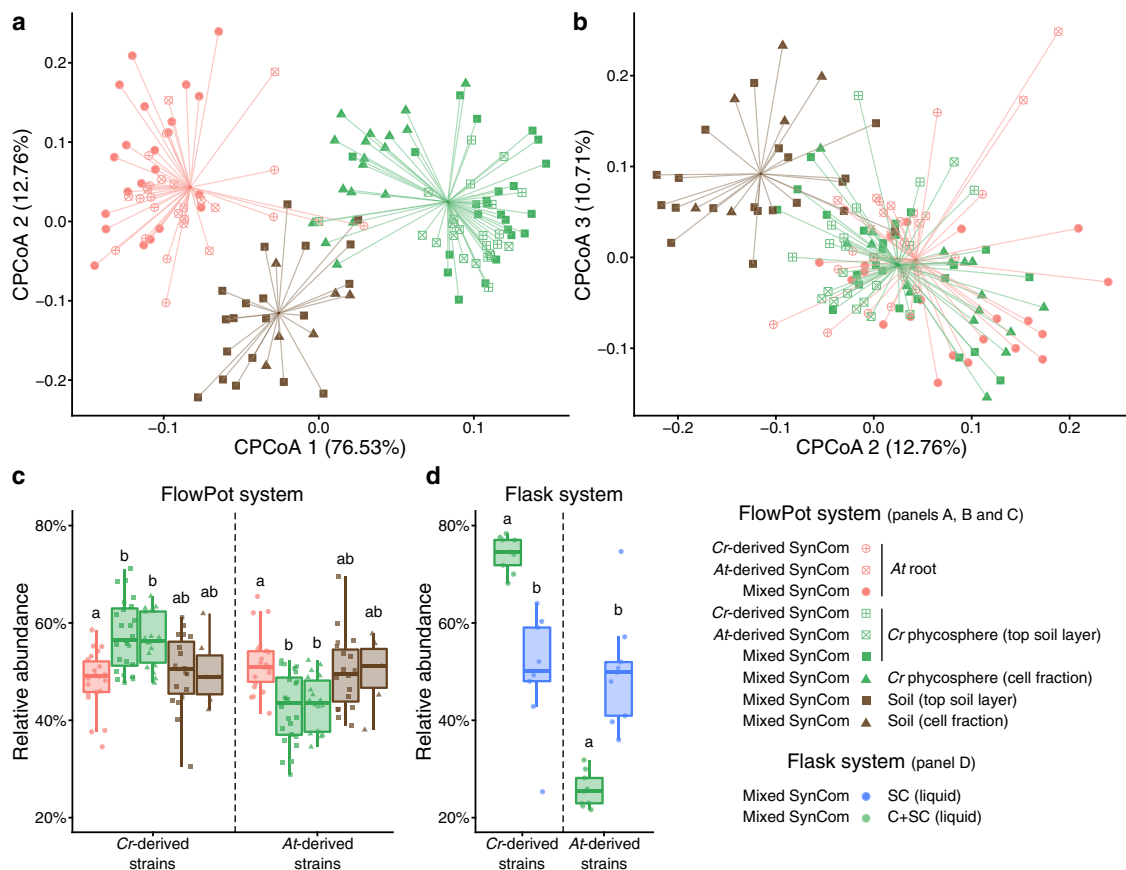 a
0.2
0.1
0.0
−0.1
−0.2
CPCoA 2 (12.76%)
−0.1
0.0
0.1
CPCoA 1 (76.53%)
b
0.2
0.1
0.0
−0.1
CPCoA 3 (10.71%)
−0.2
−0.1
0.0
0.1
0.2
CPCoA 2 (12.76%)
c
FlowPot system
80%
60%
40%
20%
Relative abundance
a
b
b
ab
ab
a
b
b
ab
ab
Cr-derived
strains
At-derived
strains
d
Flask system
80%
60%
40%
20%
Relative abundance
a
b
a
b
Cr-derived
strains
At-derived
strains
FlowPot system (panels A, B and C)
Cr-derived SynCom
At-derived SynCom At root
Mixed SynCom
Cr-derived SynCom
At-derived SynCom Cr phycosphere (top soil layer)
Mixed SynCom
Mixed SynCom Cr phycosphere (cell fraction)
Mixed SynCom Soil (top soil layer)
Mixed SynCom Soil (cell fraction)
Flask system (panel D)
Mixed SynCom SC (liquid)
Mixed SynCom C+SC (liquid)